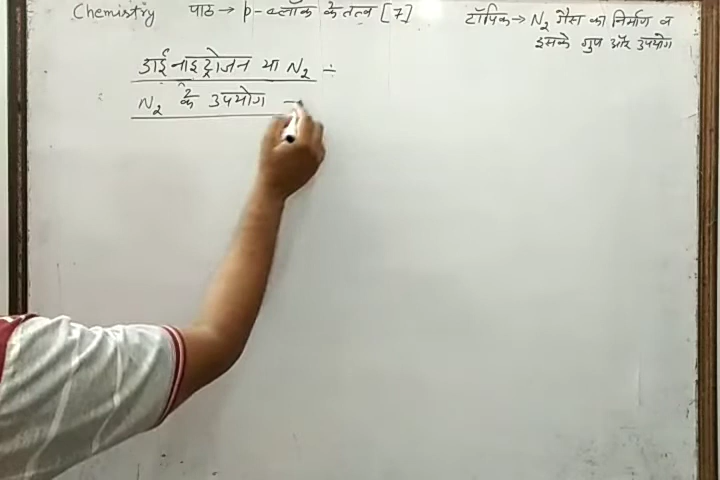 Chemistry पाठ → p-ब्लॉक के तत्व [7]
टॉपिक → N₂ गैस का निर्माण व
इसके गुण और उपयोग
डाईनाइट्रोजन या N₂ ÷
N₂ के उपयोग →